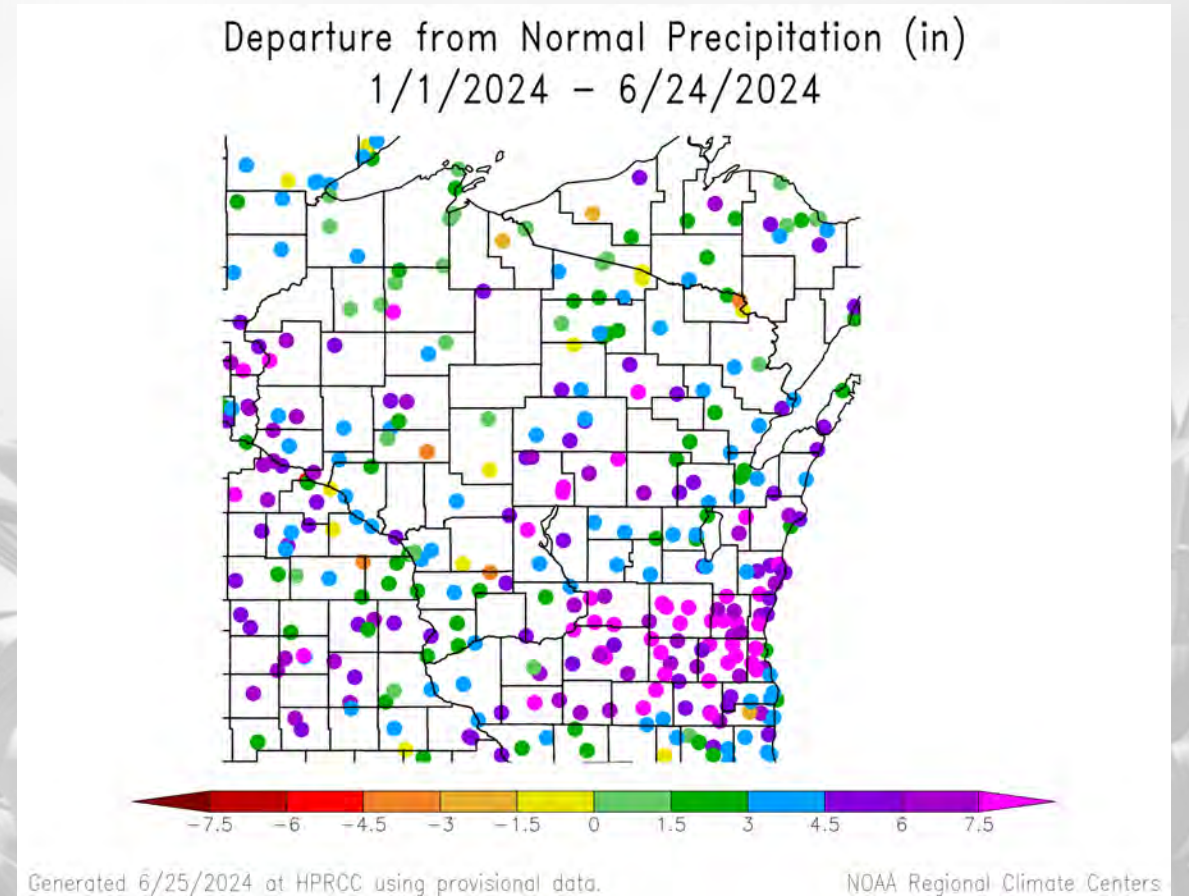 Departure from Normal Precipitation (in)
1/1/2024 – 6/24/2024
−7.5 −6 −4.5 −3 −1.5 0 1.5 3 4.5 6 7.5
Generated 6/25/2024 at HPRCC using provisional data. NOAA Regional Climate Centers